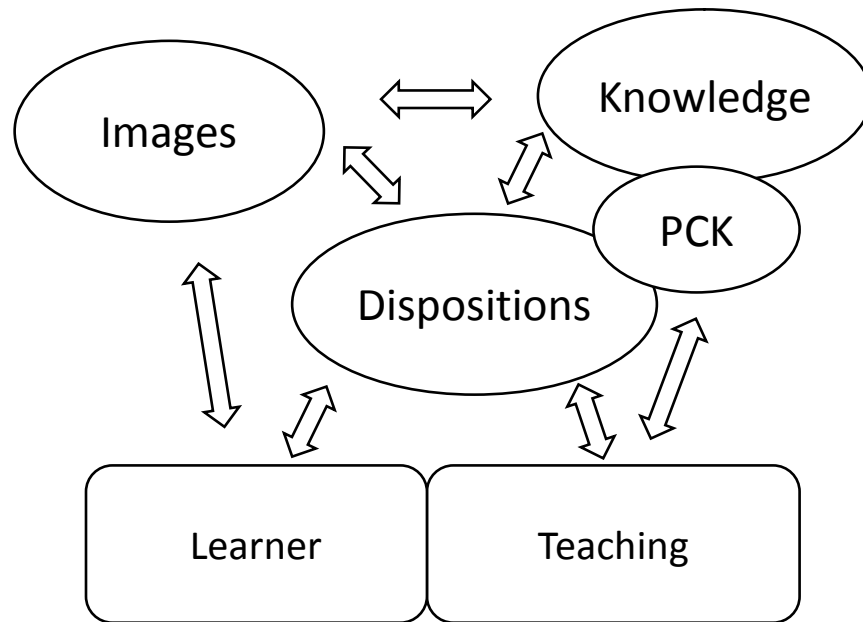 Knowledge
Images
PCK
Dispositions
Learner
Teaching